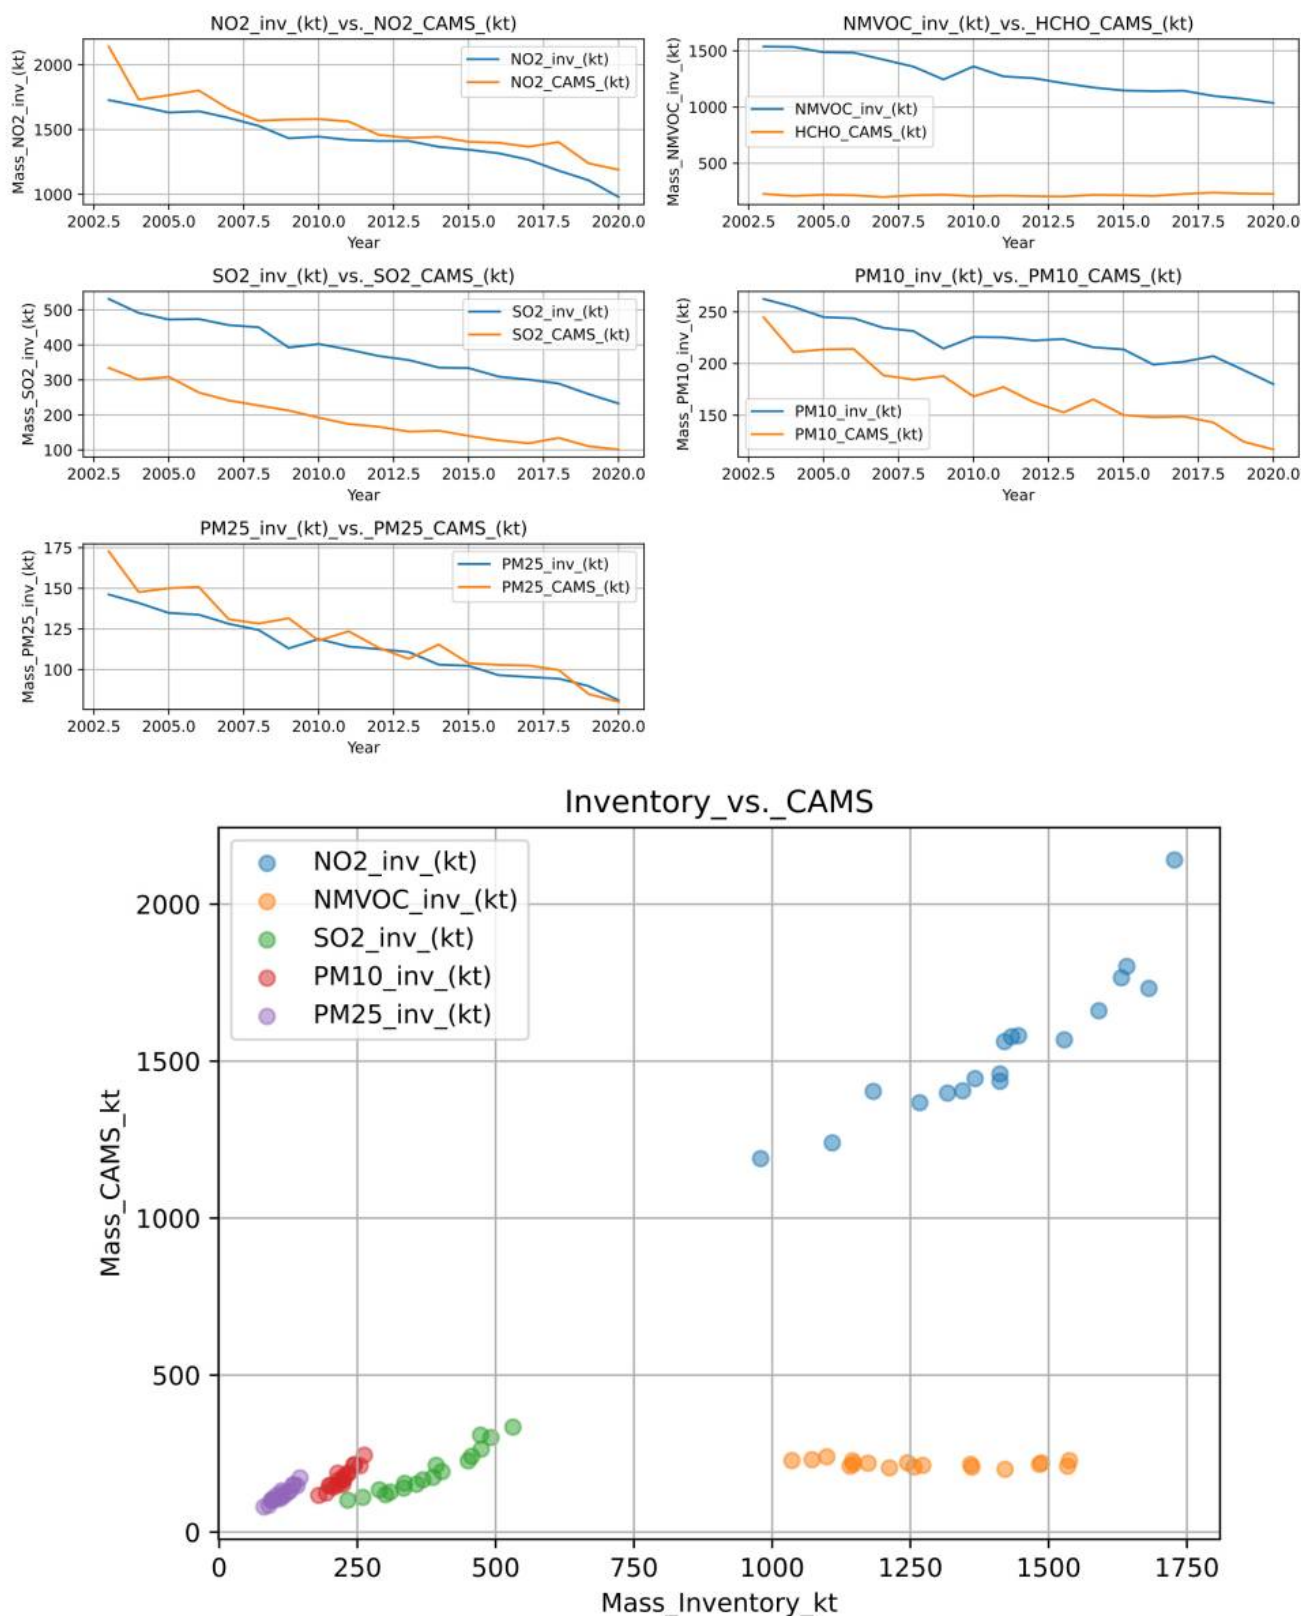 NO2_inv_(kt)_vs._NO2_CAMS_(kt)
Mass_NO2_inv_(kt)
2000
1500
1000
NO2_inv_(kt)
NO2_CAMS_(kt)
2002.5 2005.0 2007.5 2010.0 2012.5 2015.0 2017.5 2020.0
Year
NMVOC_inv_(kt)_vs._HCHO_CAMS_(kt)
Mass_NMVOC_inv_(kt)
1500
1000
500
NMVOC_inv_(kt)
HCHO_CAMS_(kt)
2002.5 2005.0 2007.5 2010.0 2012.5 2015.0 2017.5 2020.0
Year
SO2_inv_(kt)_vs._SO2_CAMS_(kt)
Mass_SO2_inv_(kt)
500
400
300
200
100
SO2_inv_(kt)
SO2_CAMS_(kt)
2002.5 2005.0 2007.5 2010.0 2012.5 2015.0 2017.5 2020.0
Year
PM10_inv_(kt)_vs._PM10_CAMS_(kt)
Mass_PM10_inv_(kt)
250
200
150
PM10_inv_(kt)
PM10_CAMS_(kt)
2002.5 2005.0 2007.5 2010.0 2012.5 2015.0 2017.5 2020.0
Year
PM25_inv_(kt)_vs._PM25_CAMS_(kt)
Mass_PM25_inv_(kt)
175
150
125
100
PM25_inv_(kt)
PM25_CAMS_(kt)
2002.5 2005.0 2007.5 2010.0 2012.5 2015.0 2017.5 2020.0
Year
Inventory_vs._CAMS
Mass_CAMS_kt
2000
1500
1000
500
0
NO2_inv_(kt)
NMVOC_inv_(kt)
SO2_inv_(kt)
PM10_inv_(kt)
PM25_inv_(kt)
0 250 500 750 1000 1250 1500 1750
Mass_Inventory_kt